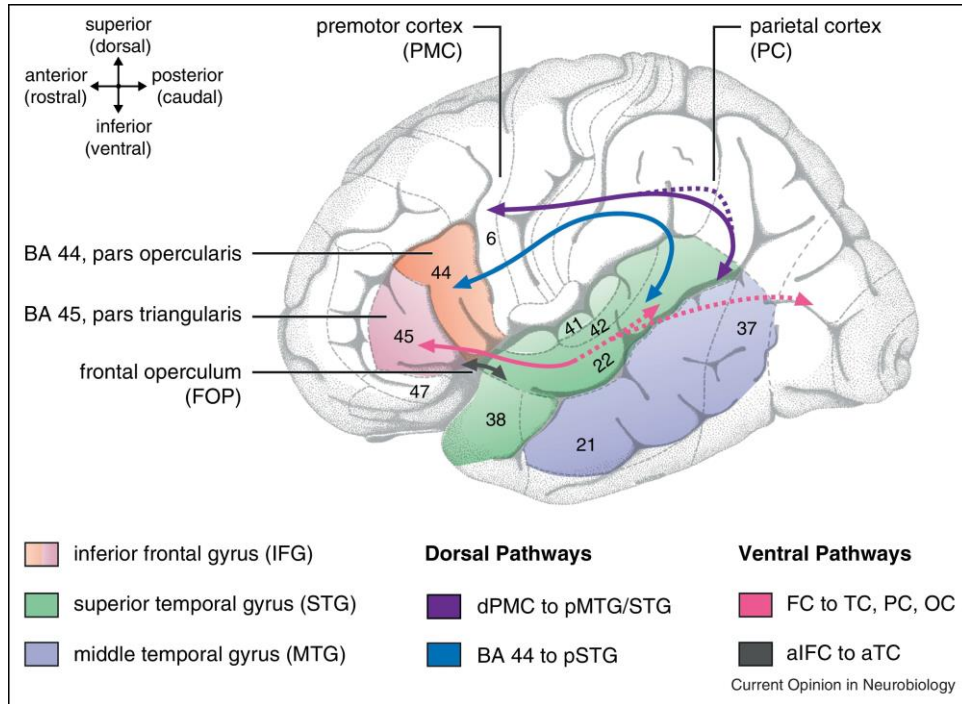 superior
(dorsal)
anterior
(rostral)
posterior
(caudal)
inferior
(ventral)
premotor cortex
(PMC)
parietal cortex
(PC)
BA 44, pars opercularis
BA 45, pars triangularis
frontal operculum
(FOP)
6
44
45
47
41
42
22
38
21
37
inferior frontal gyrus (IFG)
superior temporal gyrus (STG)
middle temporal gyrus (MTG)
Dorsal Pathways
dPMC to pMTG/STG
BA 44 to pSTG
Ventral Pathways
FC to TC, PC, OC
aIFC to aTC
Current Opinion in Neurobiology